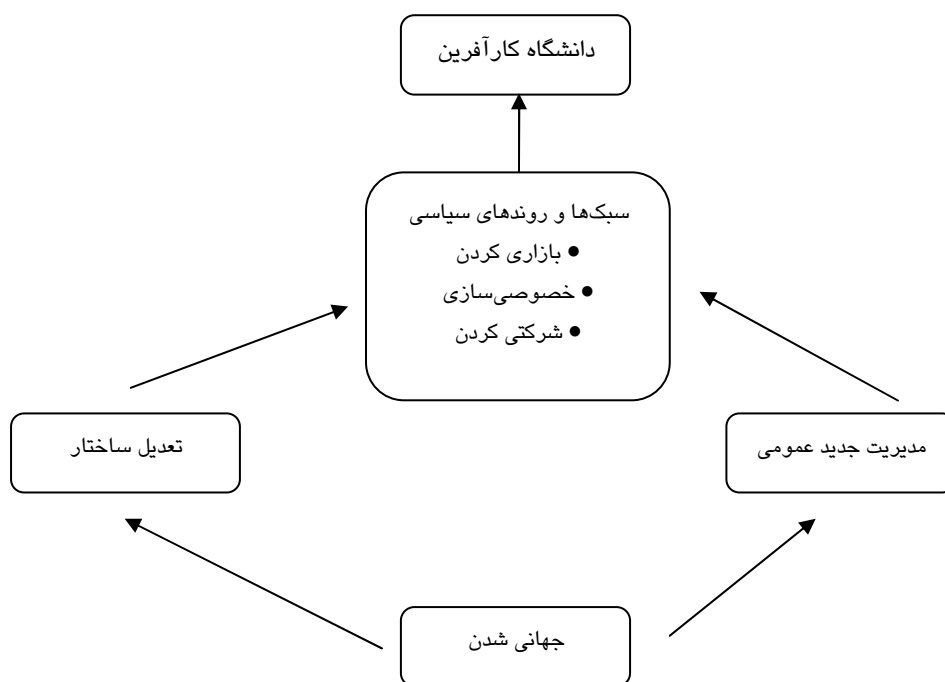 دانشگاه کارآفرین
سبک‌ها و روندهای سیاسی
● بازاری کردن
● خصوصی‌سازی
● شرکتی کردن
مدیریت جدید عمومی
تعدیل ساختار
جهانی شدن